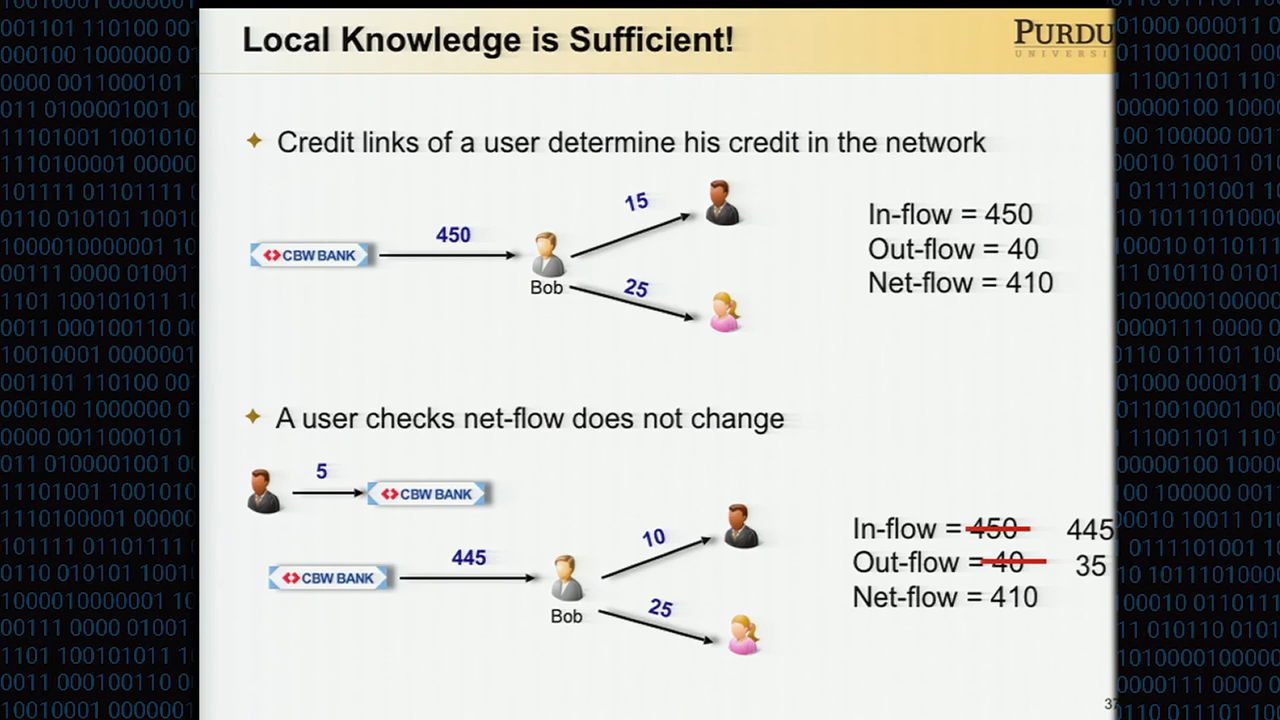 Local Knowledge is Sufficient!
PURDU
UNIVERSI
Credit links of a user determine his credit in the network
15
450
CBW BANK
Bob
25
In-flow = 450
Out-flow = 40
Net-flow = 410
A user checks net-flow does not change
5
CBW BANK
10
445
CBW BANK
Bob
25
In-flow = 450 445
Out-flow = 40 35
Net-flow = 410